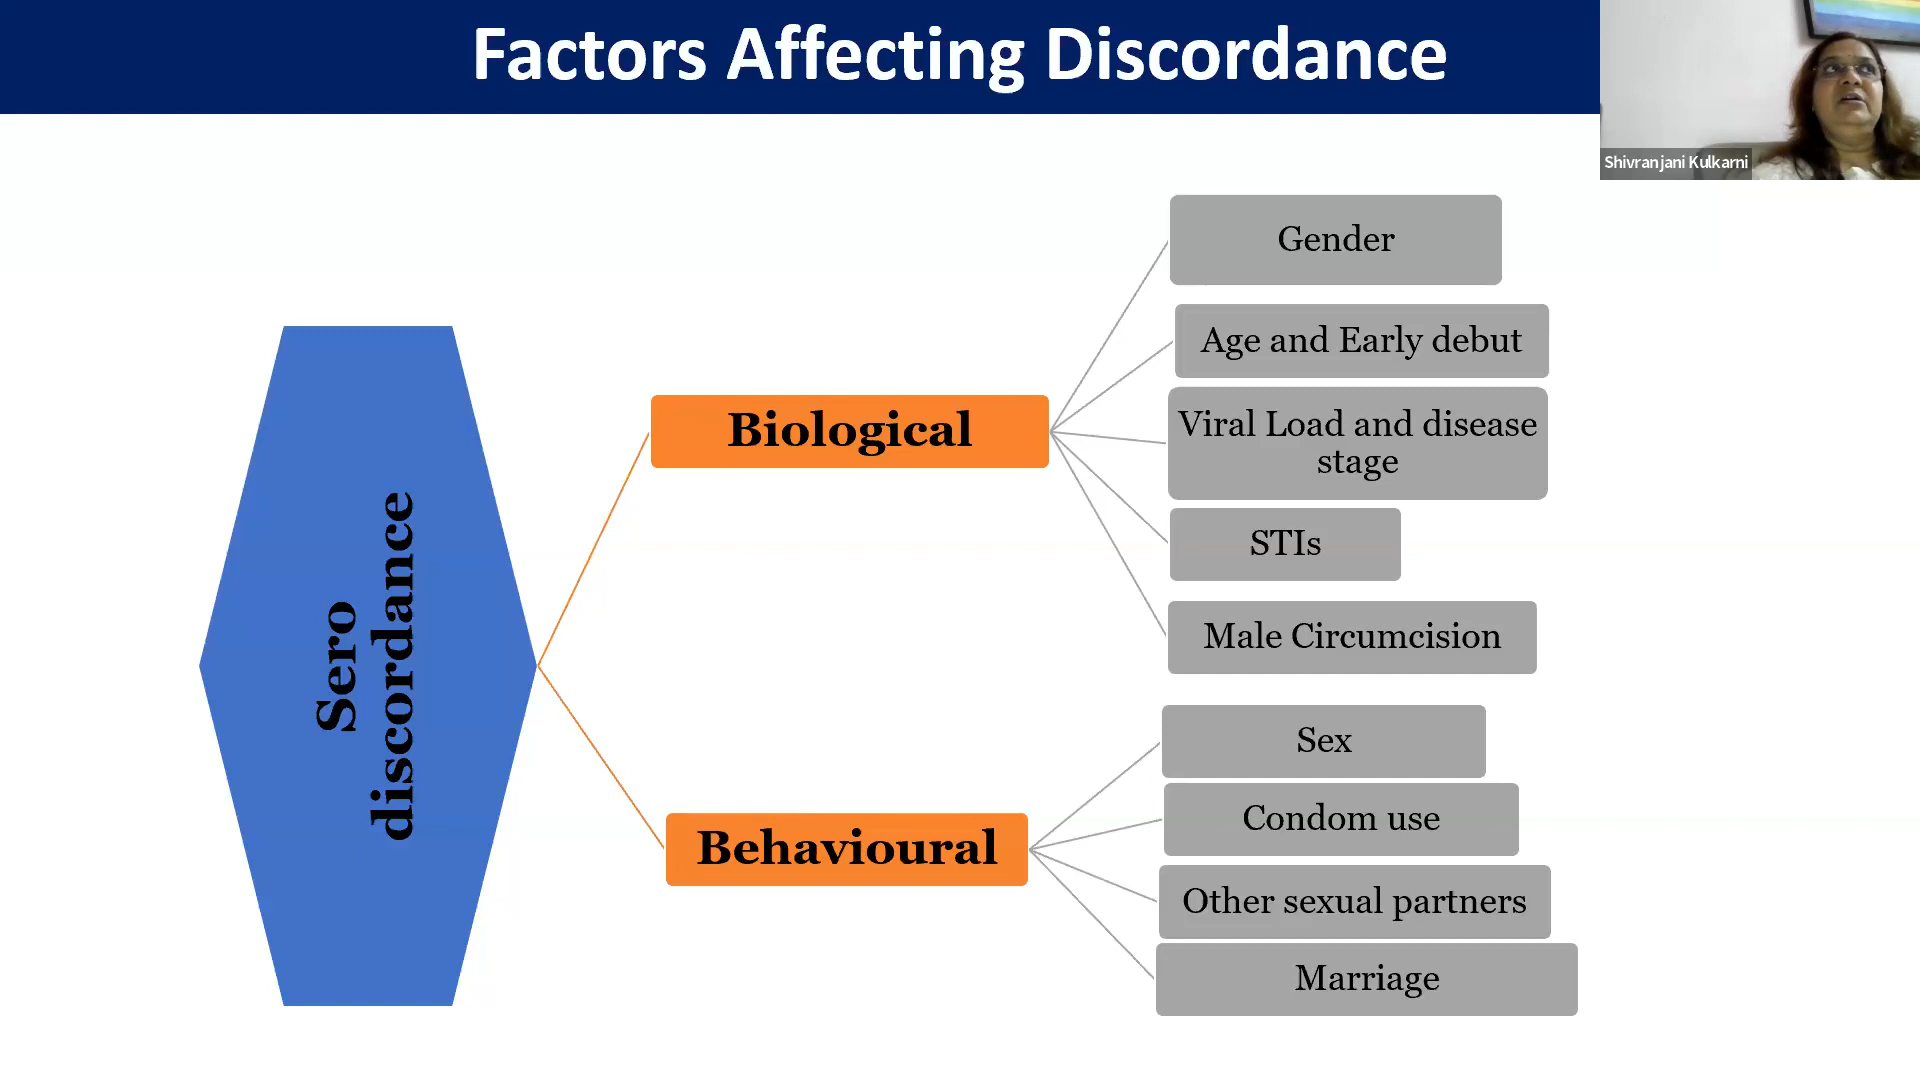 Factors Affecting Discordance
Shivranjani Kulkarni
Sero
discordance
Biological
Gender
Age and Early debut
Viral Load and disease
stage
STIs
Male Circumcision
Behavioural
Sex
Condom use
Other sexual partners
Marriage